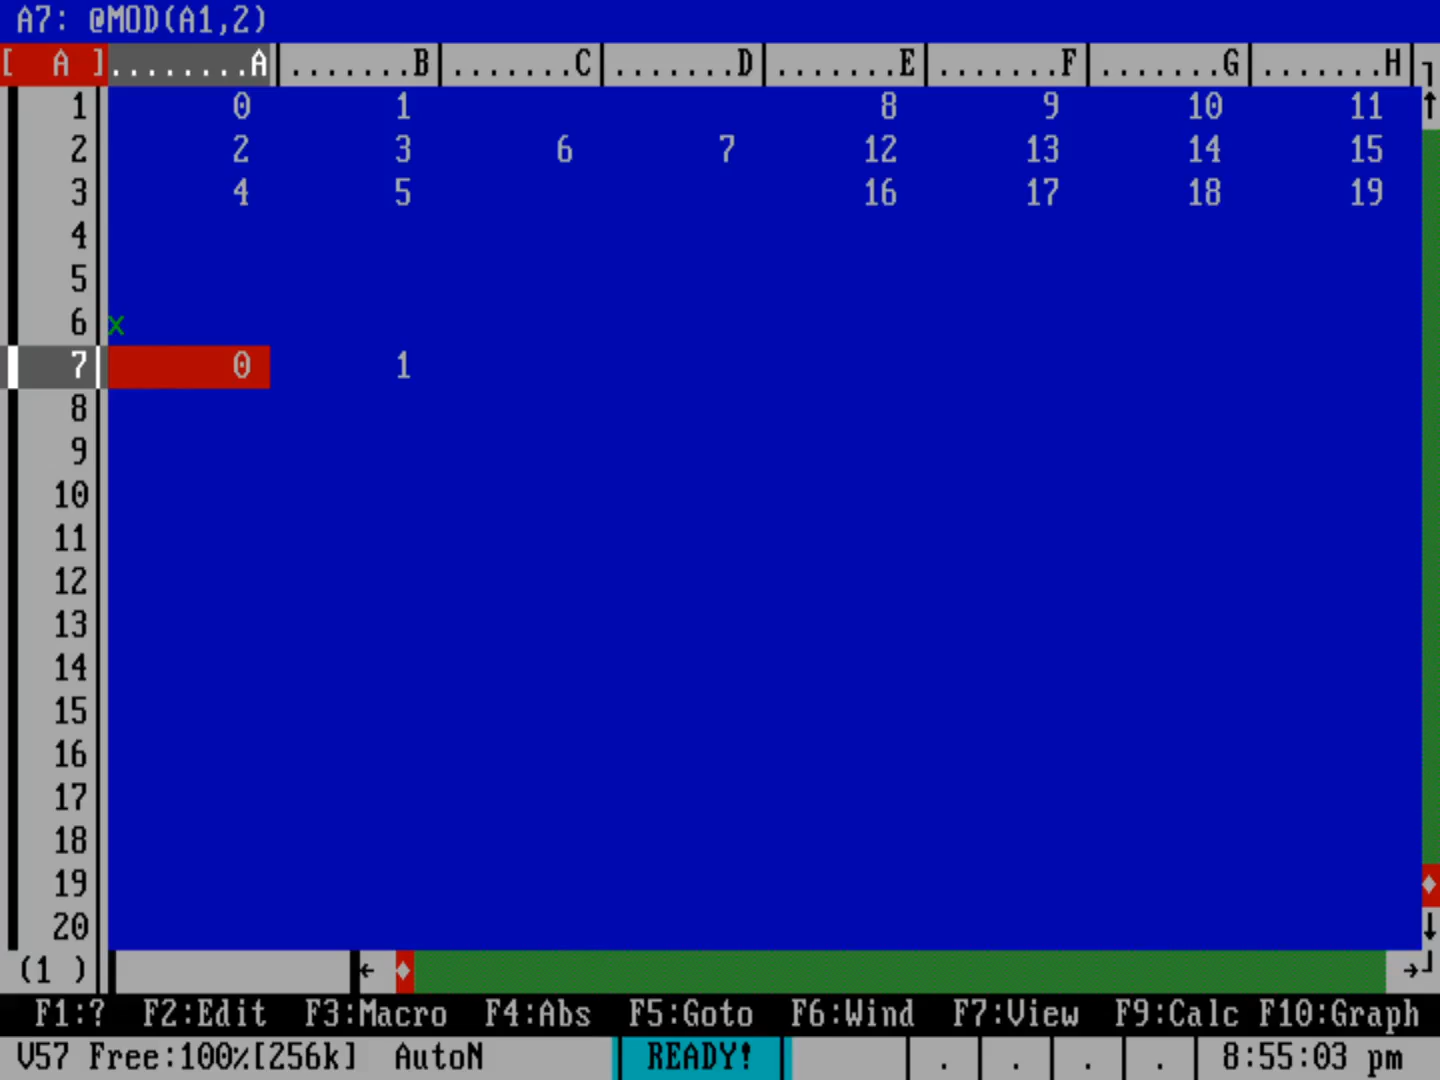 A7: @MOD(A1,2)
[ A ]........A .......B .......C .......D .......E .......F .......G .......H
1 0 1 8 9 10 11
2 2 3 6 7 12 13 14 15
3 4 5 16 17 18 19
4
5
6 x
7 0 1
8
9
10
11
12
13
14
15
16
17
18
19
20
(1 )
F1:? F2:Edit F3:Macro F4:Abs F5:Goto F6:Wind F7:View F9:Calc F10:Graph
V57 Free:100%[256k] AutoN READY! . . . . 8:55:03 pm